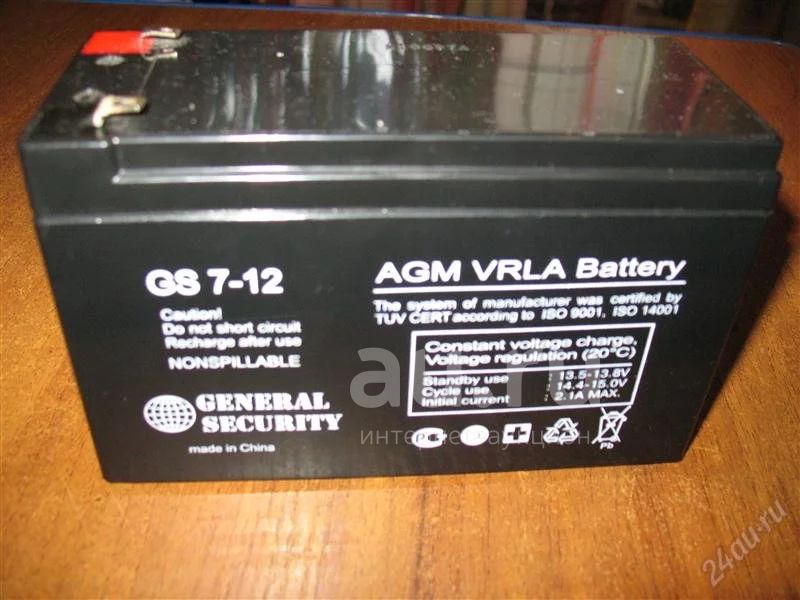 GS 7-12
Caution!
Do not short circuit
Recharge after use
NONSPILLABLE
GENERAL
SECURITY
made in China
AGM VRLA Battery
The system of manufacturer was certified by
TUV CERT according to ISO 9001, ISO 14001
Constant voltage charge,
Voltage regulation (20°C)
Standby use 13.5-13.8V
Cycle use 14.4-15.0V
Initial current 2.1A MAX.
Pb
24au.ru